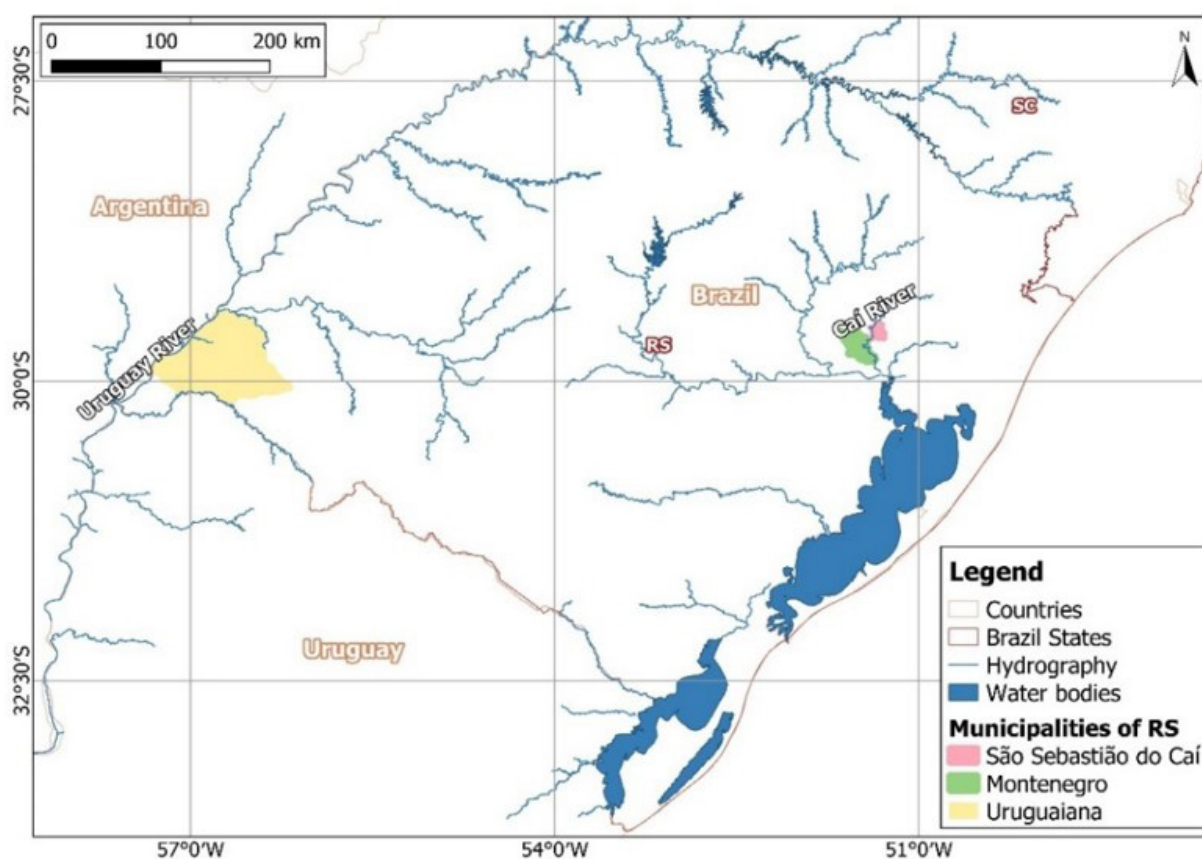 0 100 200 km
N
27°30'S
SC
Argentina
Brazil
Caí River
RS
Uruguay River
30°0'S
Uruguay
32°30'S
Legend
Countries
Brazil States
Hydrography
Water bodies
Municipalities of RS
São Sebastião do Caí
Montenegro
Uruguaiana
57°0'W 54°0'W 51°0'W